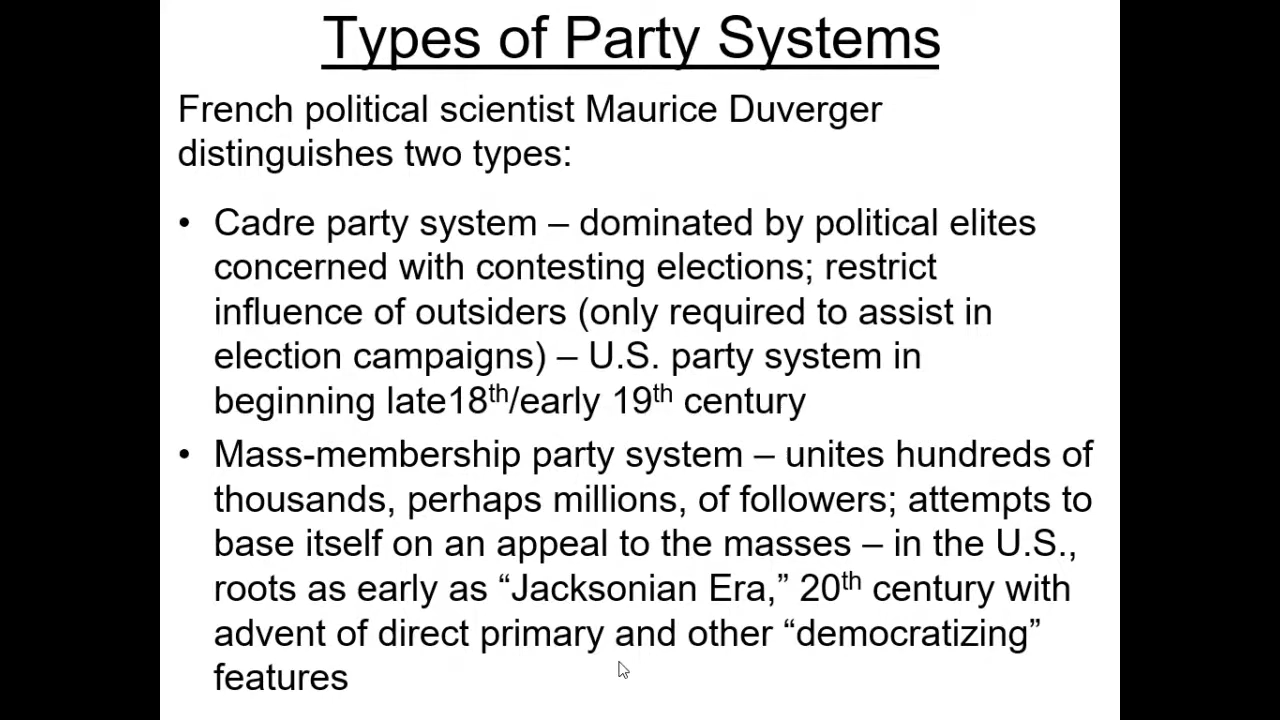 Types of Party Systems
French political scientist Maurice Duverger
distinguishes two types:
• Cadre party system – dominated by political elites
concerned with contesting elections; restrict
influence of outsiders (only required to assist in
election campaigns) – U.S. party system in
beginning late18th/early 19th century
• Mass-membership party system – unites hundreds of
thousands, perhaps millions, of followers; attempts to
base itself on an appeal to the masses – in the U.S.,
roots as early as “Jacksonian Era,” 20th century with
advent of direct primary and other “democratizing”
features